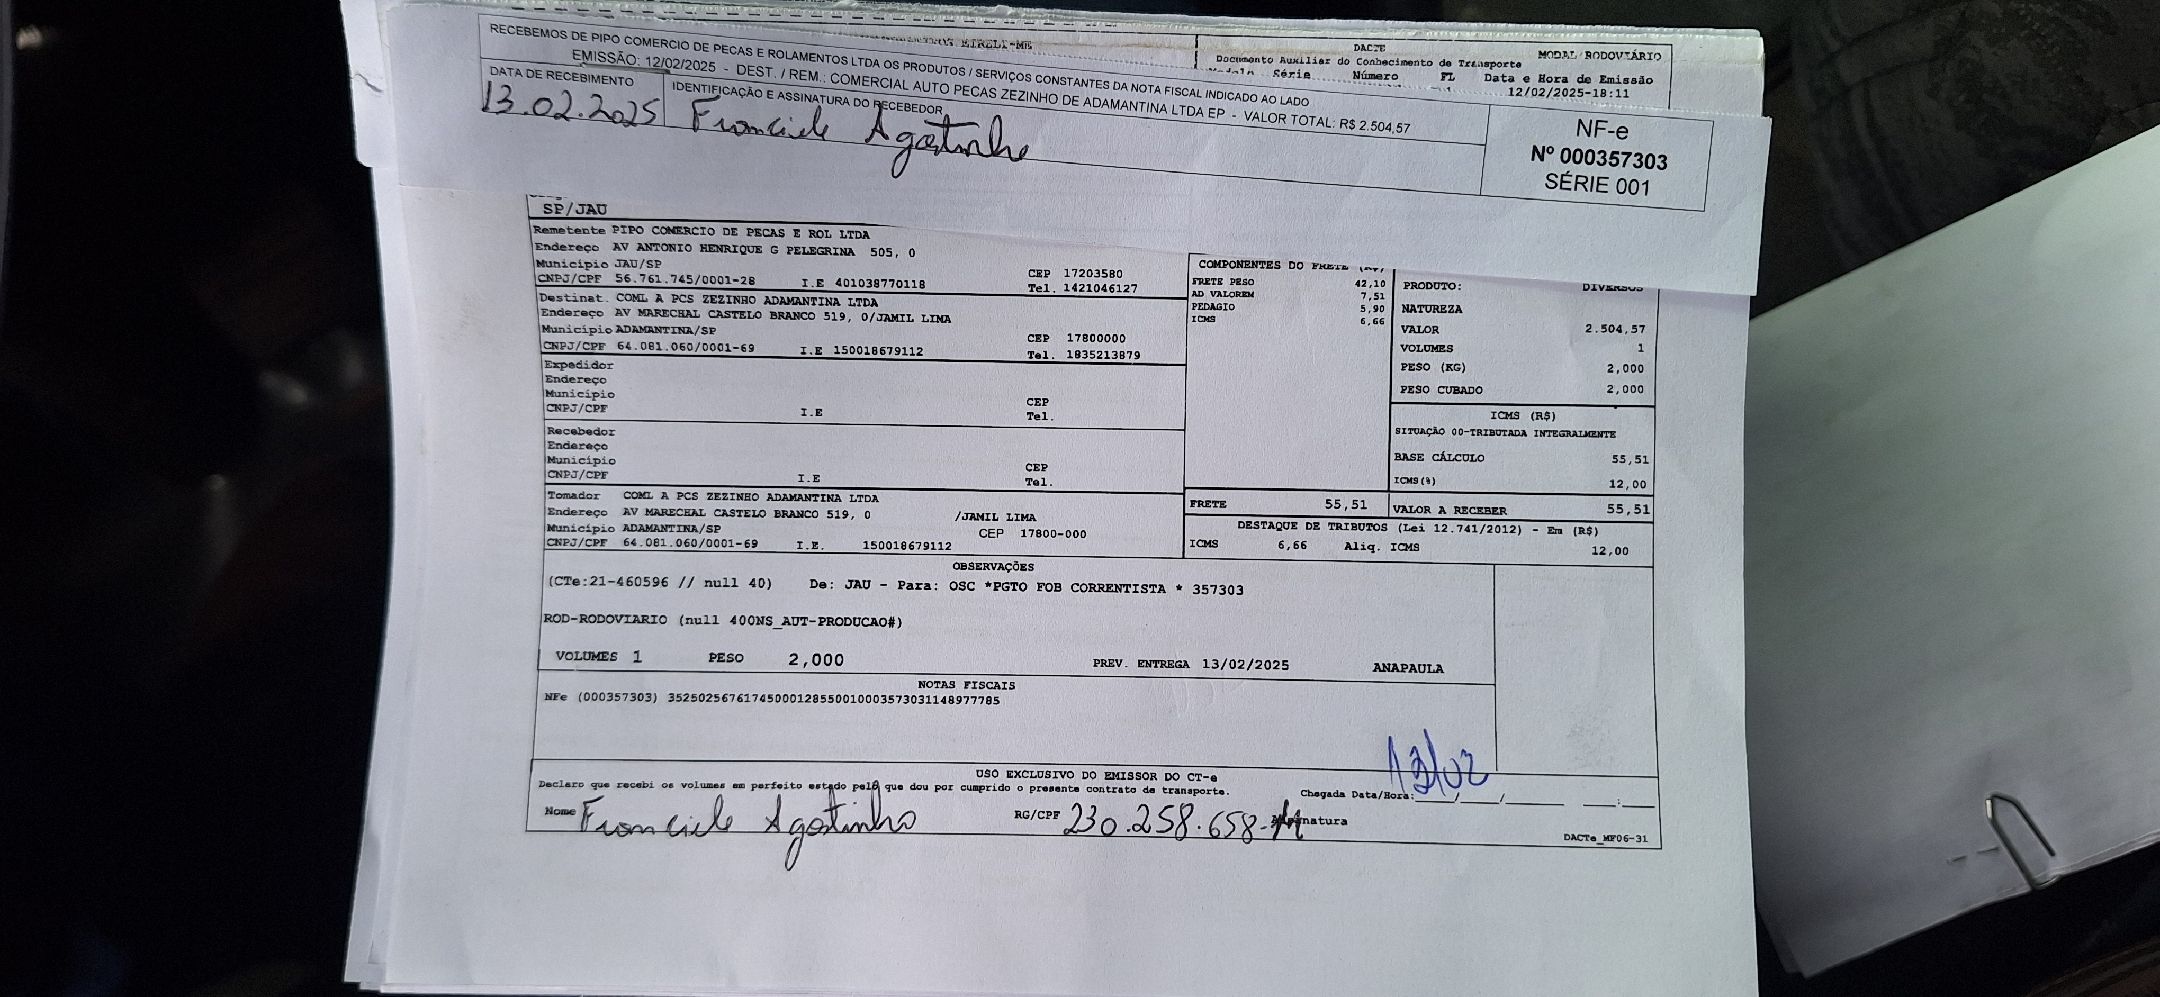 RECEBEMOS DE PIPO COMERCIO DE PECAS E ROLAMENTOS LTDA OS PRODUTOS / SERVIÇOS CONSTANTES DA NOTA FISCAL INDICADO AO LADO
EMISSÃO: 12/02/2025 - DEST. / REM.: COMERCIAL AUTO PECAS ZEZINHO DE ADAMANTINA LTDA EP - VALOR TOTAL: R$ 2.504,57
DATA DE RECEBIMENTO IDENTIFICAÇÃO E ASSINATURA DO RECEBEDOR
13.02.2025 Franciele Agostinho
NF-e
Nº 000357303
SÉRIE 001
EIRELI-ME
DACTE
Documento Auxiliar do Conhecimento de Transporte
MODAL RODOVIÁRIO
Série Número FL Data e Hora de Emissão
12/02/2025-18:11
SP/JAU
Remetente PIPO COMERCIO DE PECAS E ROL LTDA
Endereço AV ANTONIO HENRIQUE G PELEGRINA 505, 0
Município JAU/SP CEP 17203580
CNPJ/CPF 56.761.745/0001-28 I.E 401038770118 Tel. 1421046127
Destinat. COML A PCS ZEZINHO ADAMANTINA LTDA
Endereço AV MARECHAL CASTELO BRANCO 519, 0/JAMIL LIMA
Município ADAMANTINA/SP CEP 17800000
CNPJ/CPF 64.081.060/0001-69 I.E 150018679112 Tel. 1835213879
Expedidor
Endereço
Município CEP
CNPJ/CPF I.E Tel.
Recebedor
Endereço
Município CEP
CNPJ/CPF I.E Tel.
Tomador COML A PCS ZEZINHO ADAMANTINA LTDA
Endereço AV MARECHAL CASTELO BRANCO 519, 0 /JAMIL LIMA
Município ADAMANTINA/SP CEP 17800-000
CNPJ/CPF 64.081.060/0001-69 I.E. 150018679112
COMPONENTES DO FRETE (R$)
FRETE PESO 42,10
AD VALOREM 7,51
PEDAGIO 5,90
ICMS 6,66
PRODUTO: DIVERSOS
NATUREZA
VALOR 2.504,57
VOLUMES 1
PESO (KG) 2,000
PESO CUBADO 2,000
ICMS (R$)
SITUAÇÃO 00-TRIBUTADA INTEGRALMENTE
BASE CÁLCULO 55,51
ICMS(%) 12,00
FRETE 55,51 VALOR A RECEBER 55,51
DESTAQUE DE TRIBUTOS (Lei 12.741/2012) - Em (R$)
ICMS 6,66 Aliq. ICMS 12,00
OBSERVAÇÕES
(CTe:21-460596 // null 40) De: JAU - Para: OSC *PGTO FOB CORRENTISTA * 357303
ROD-RODOVIARIO (null 400NS_AUT-PRODUCAO#)
VOLUMES 1 PESO 2,000 PREV. ENTREGA 13/02/2025 ANAPAULA
NOTAS FISCAIS
NFe (000357303) 35250256761745000128550010003573031148977785
USO EXCLUSIVO DO EMISSOR DO CT-e
Declaro que recebi os volumes em perfeito estado pelo que dou por cumprido o presente contrato de transporte.
Chegada Data/Hora: 13/02
Nome Franciele Agostinho RG/CPF 230.258.658- Assinatura
DACTe_MF06-31